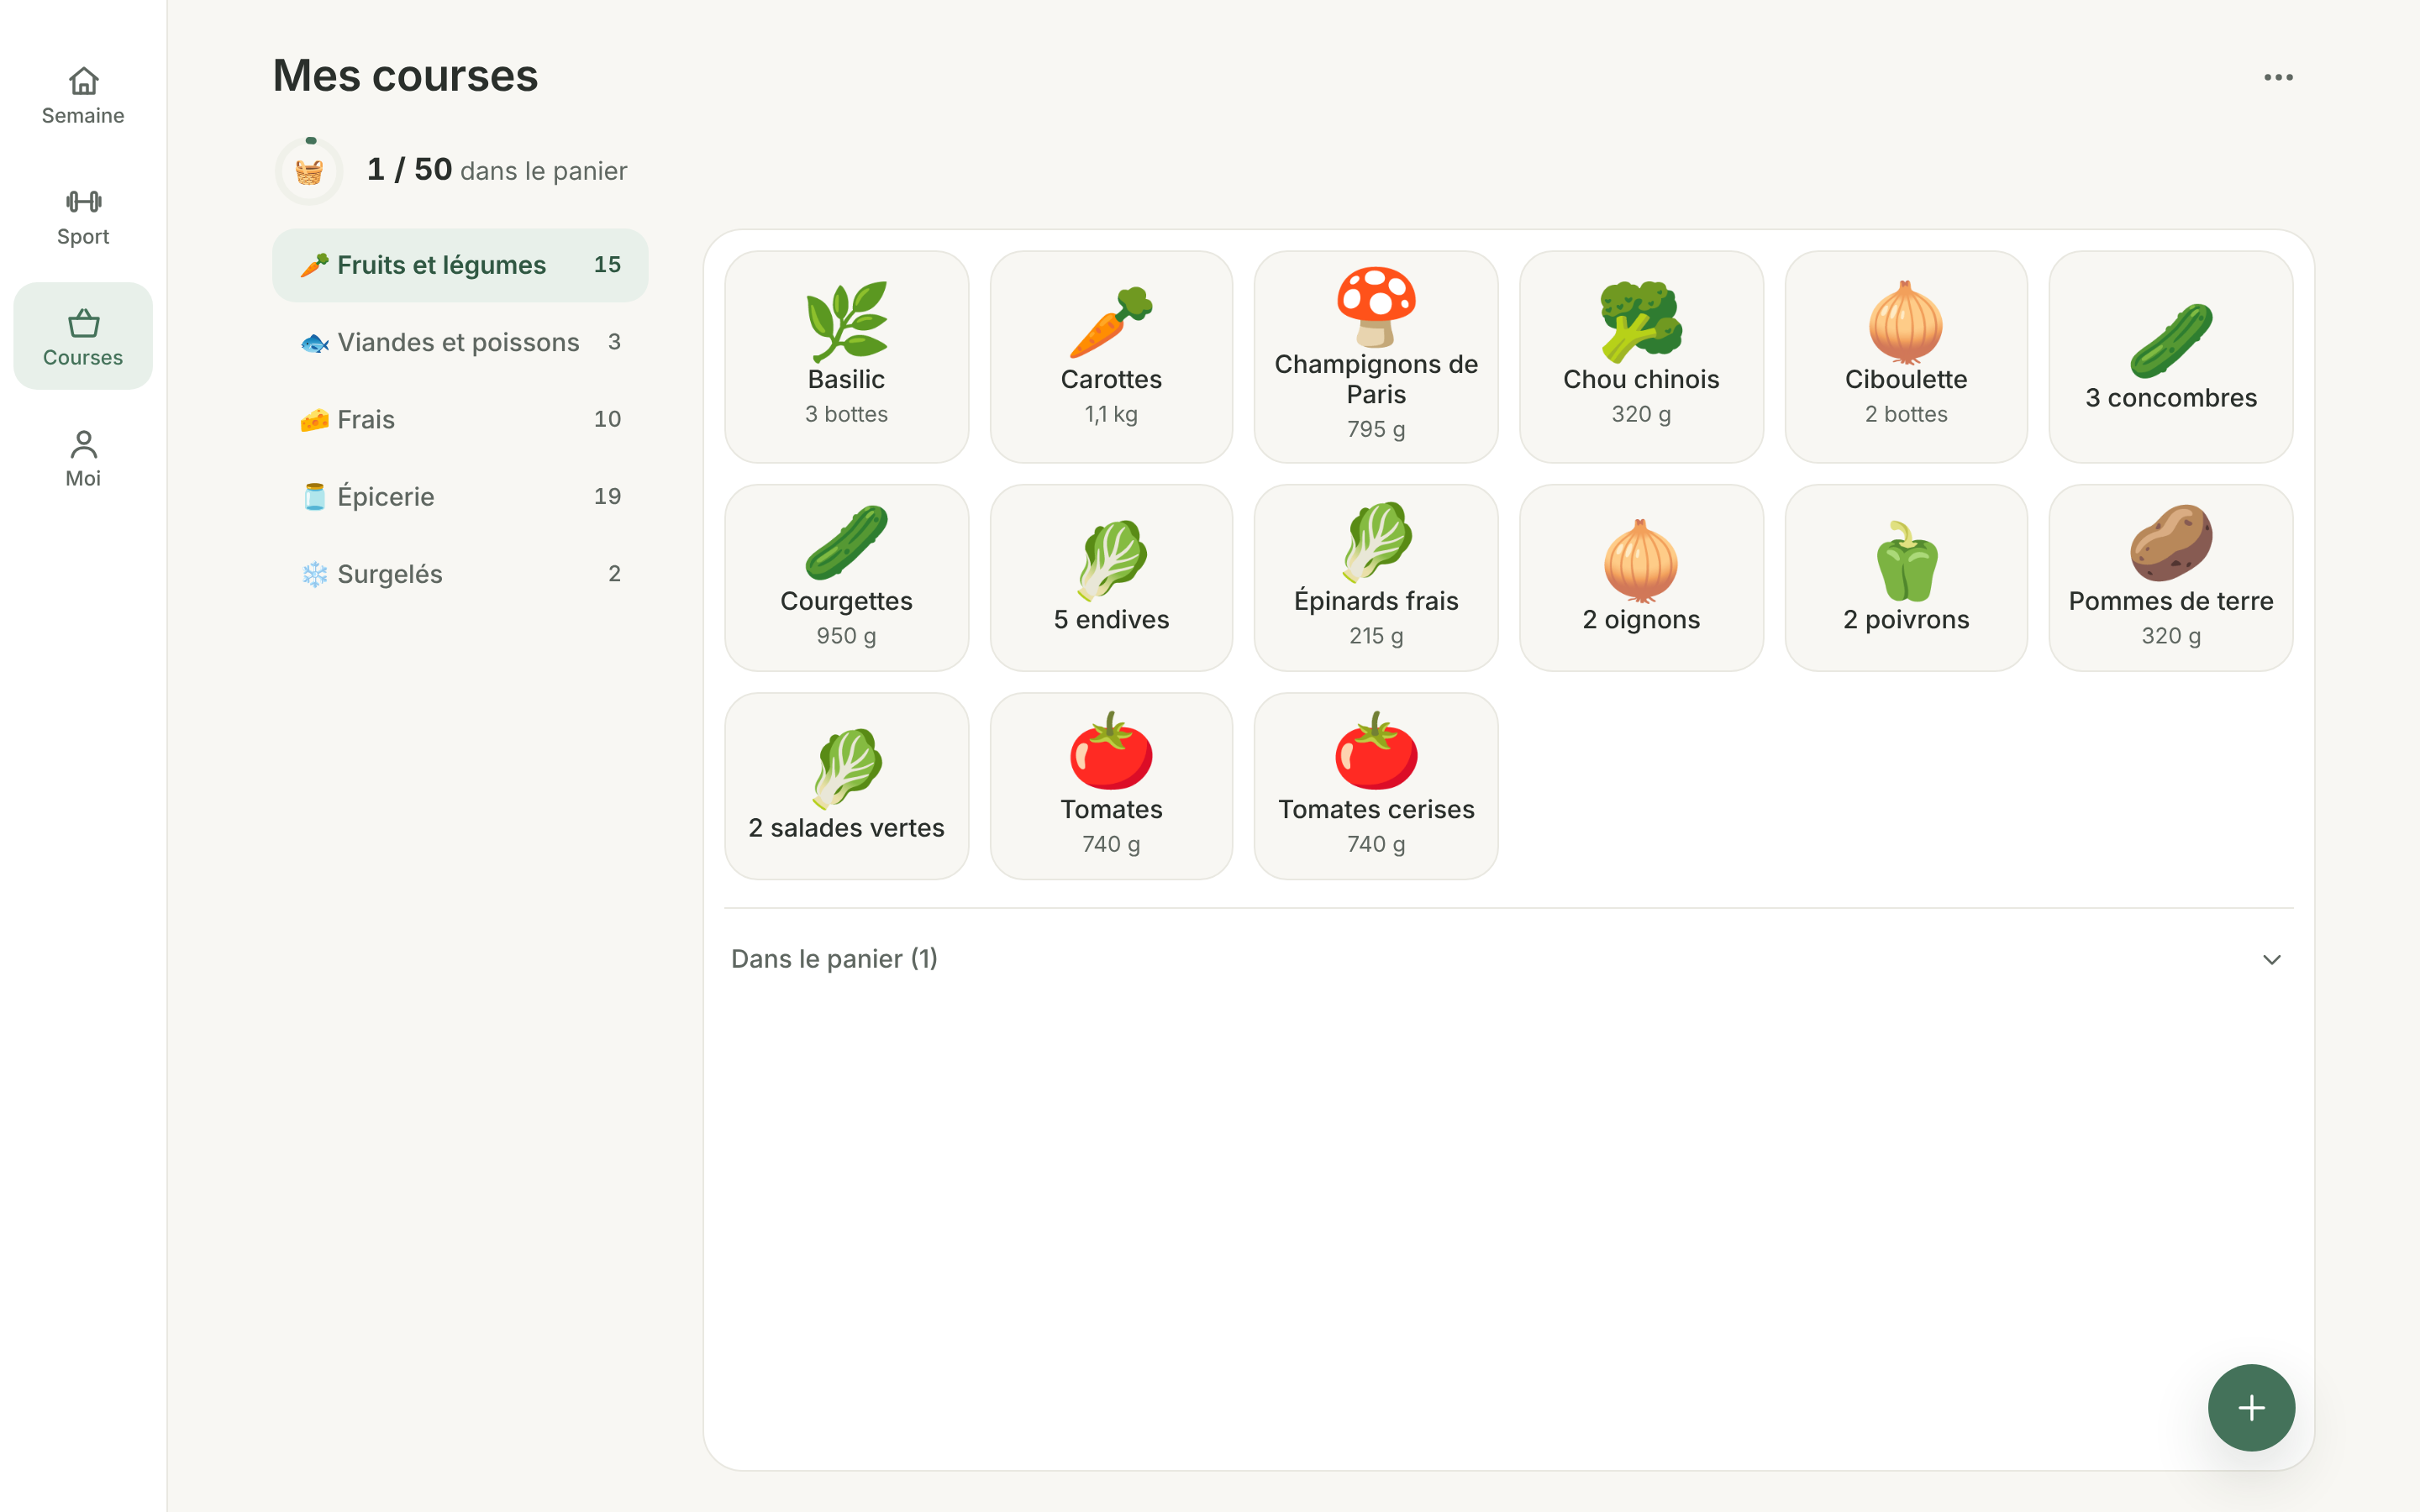 Semaine
Sport
Courses
Moi
Mes courses
1 / 50 dans le panier
Fruits et légumes 15
Viandes et poissons 3
Frais 10
Épicerie 19
Surgelés 2
Basilic
3 bottes
Carottes
1,1 kg
Champignons de
Paris
795 g
Chou chinois
320 g
Ciboulette
2 bottes
3 concombres
Courgettes
950 g
5 endives
Épinards frais
215 g
2 oignons
2 poivrons
Pommes de terre
320 g
2 salades vertes
Tomates
740 g
Tomates cerises
740 g
Dans le panier (1)